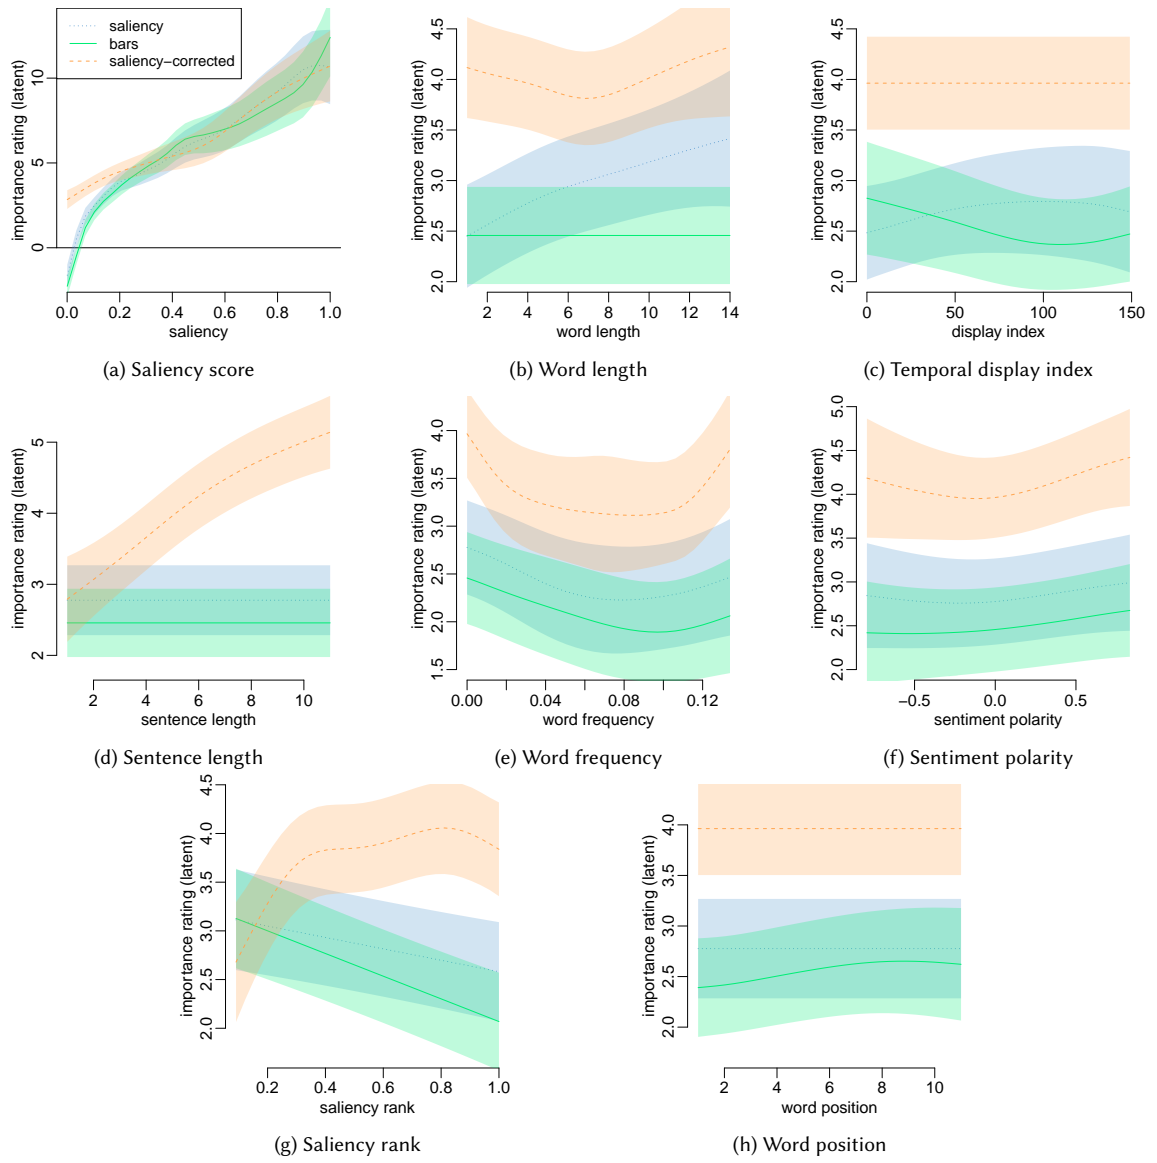 saliency
bars
saliency−corrected
importance rating (latent)
0 5 10
0.0 0.2 0.4 0.6 0.8 1.0
saliency
(a) Saliency score
importance rating (latent)
2.0 2.5 3.0 3.5 4.0 4.5
2 4 6 8 10 12 14
word length
(b) Word length
importance rating (latent)
2.0 2.5 3.0 3.5 4.0 4.5
0 50 100 150
display index
(c) Temporal display index
importance rating (latent)
2 3 4 5
2 4 6 8 10
sentence length
(d) Sentence length
importance rating (latent)
1.5 2.0 2.5 3.0 3.5 4.0
0.00 0.04 0.08 0.12
word frequency
(e) Word frequency
importance rating (latent)
2.0 2.5 3.0 3.5 4.0 4.5 5.0
−0.5 0.0 0.5
sentiment polarity
(f) Sentiment polarity
importance rating (latent)
2.0 2.5 3.0 3.5 4.0 4.5
0.2 0.4 0.6 0.8 1.0
saliency rank
(g) Saliency rank
importance rating (latent)
2.0 2.5 3.0 3.5 4.0
2 4 6 8 10
word position
(h) Word position